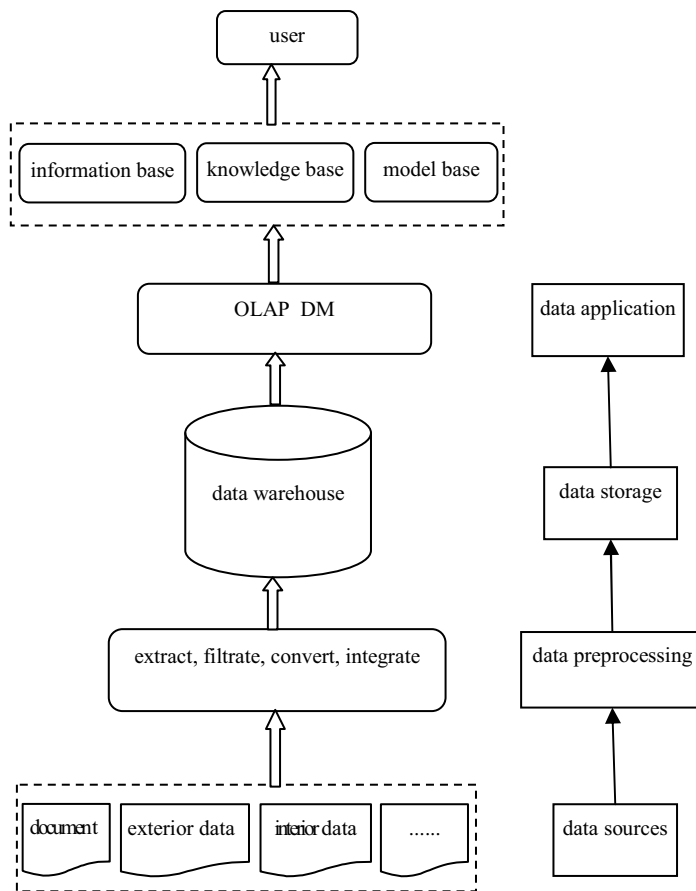 user
information base
knowledge base
model base
OLAP DM
data application
data warehouse
data storage
extract, filtrate, convert, integrate
data preprocessing
document
exterior data
interior data
......
data sources